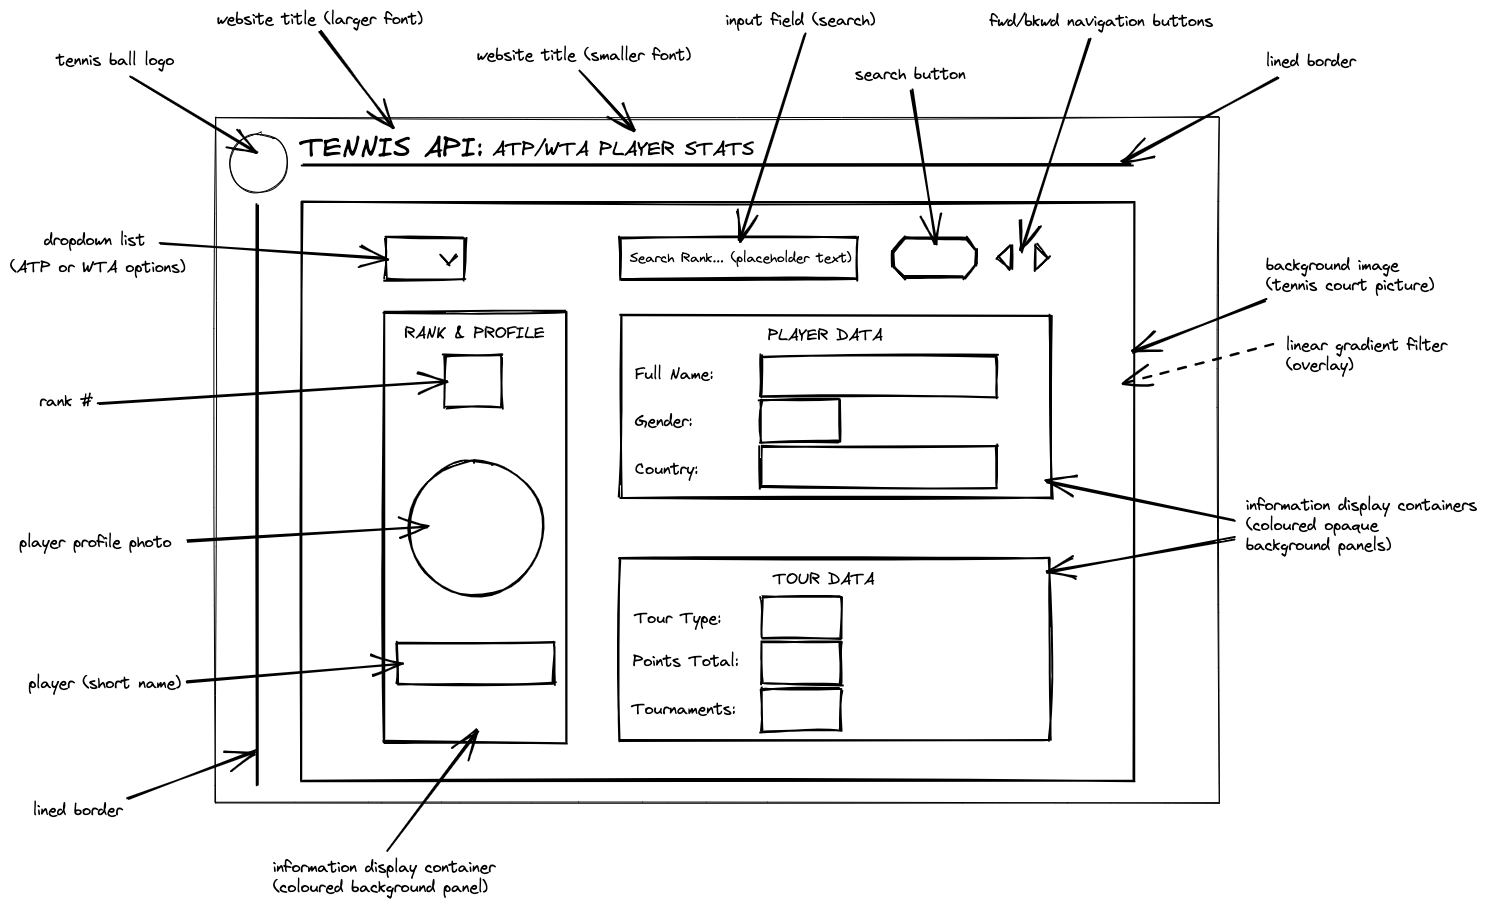 website title (larger font)
input field (search)
fwd/bkwd navigation buttons
website title (smaller font)
tennis ball logo
search button
lined border
TENNIS API: ATP/WTA PLAYER STATS
dropdown list
(ATP or WTA options)
Search Rank... (placeholder text)
background image
(tennis court picture)
RANK & PROFILE
PLAYER DATA
linear gradient filter
(overlay)
Full Name:
rank #
Gender:
Country:
information display containers
(coloured opaque
background panels)
player profile photo
TOUR DATA
Tour Type:
Points Total:
player (short name)
Tournaments:
lined border
information display container
(coloured background panel)